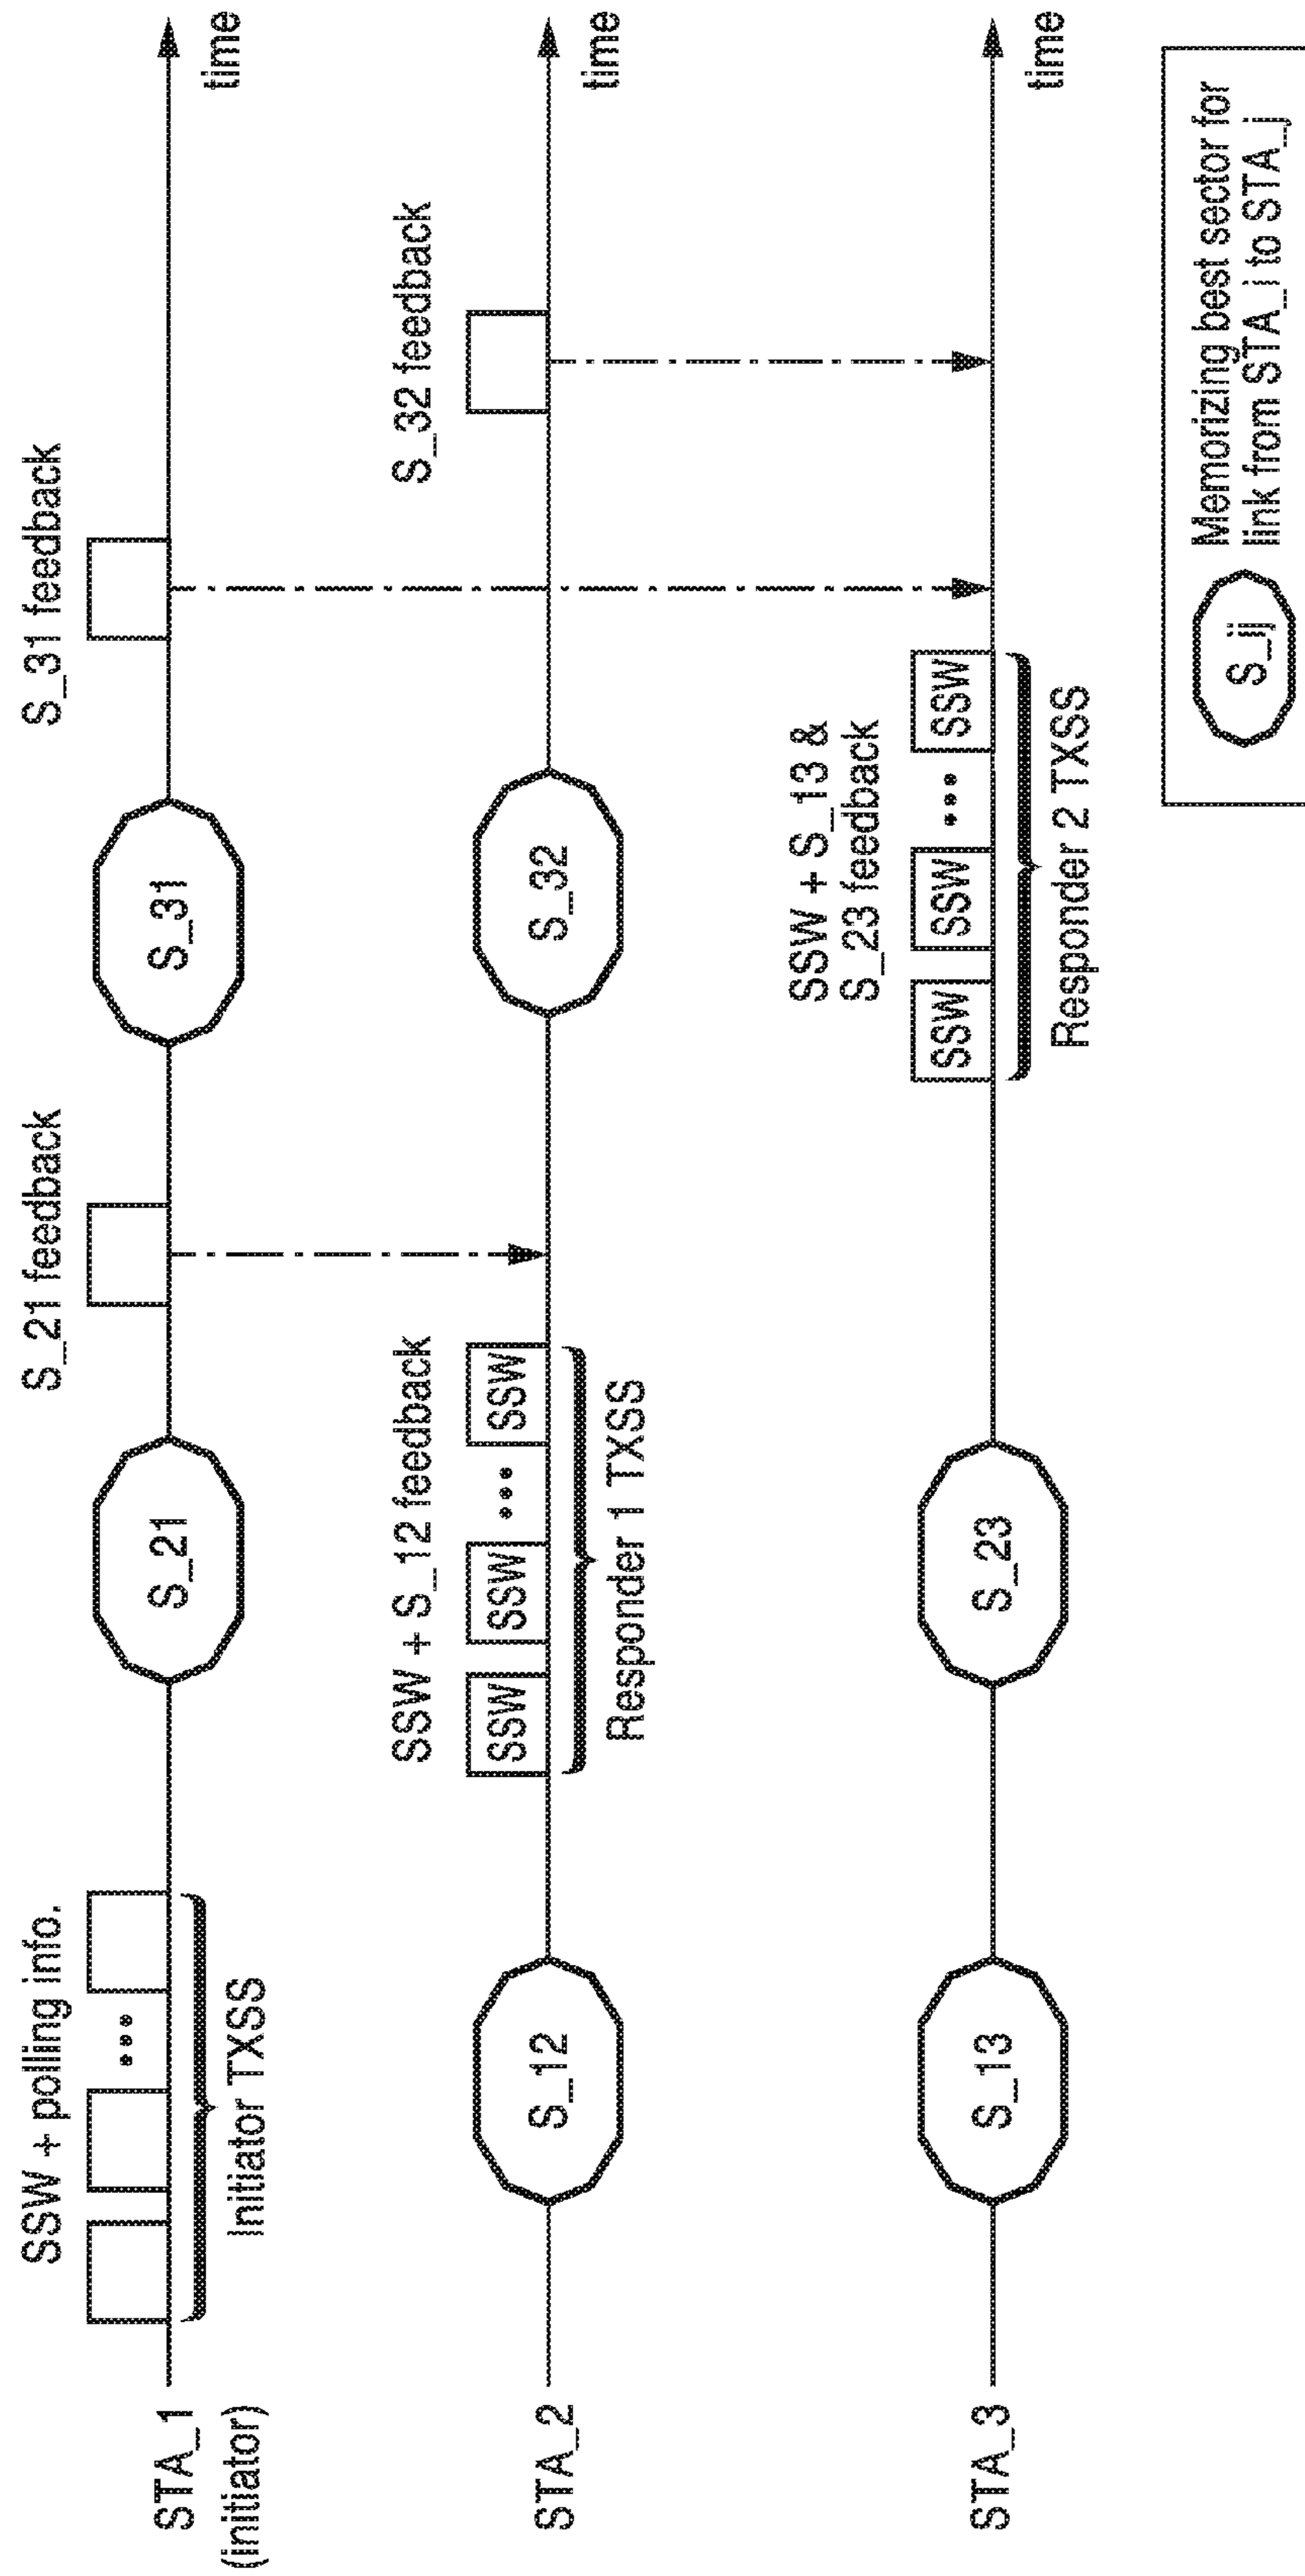 STA_1
(initiator)
SSW + polling info.
...
Initiator TXSS
S_21
S_21 feedback
S_31
S_31 feedback
time
STA_2
S_12
SSW + S_12 feedback
SSW SSW ... SSW
Responder 1 TXSS
S_32
S_32 feedback
time
STA_3
S_13
S_23
SSW + S_13 &
S_23 feedback
SSW SSW ... SSW
Responder 2 TXSS
time
S_ij
Memorizing best sector for
link from STA_i to STA_j